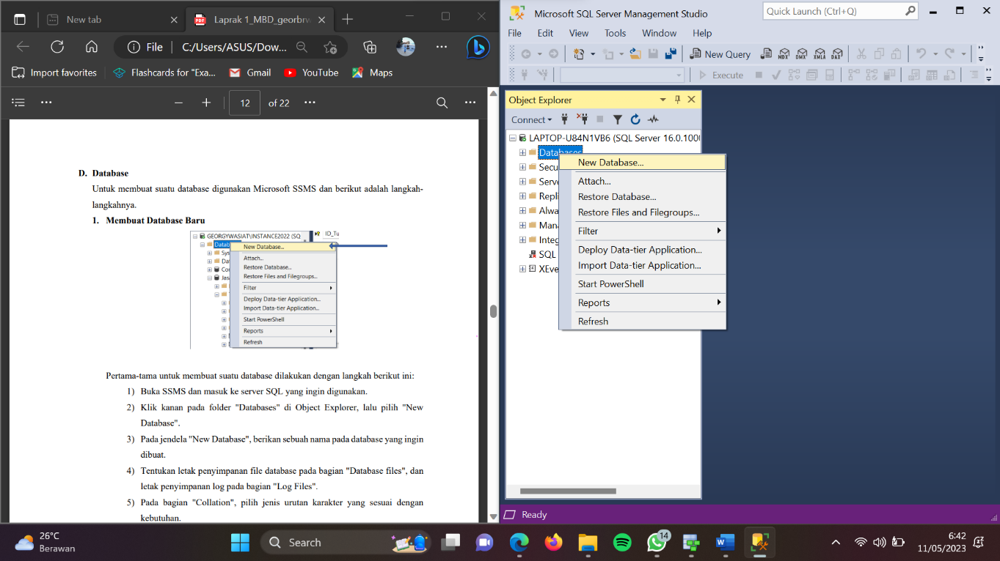 New tab
Laprak 1_MBD_georbrw
File
C:/Users/ASUS/Dow...
Import favorites
Flashcards for "Exa...
Gmail
YouTube
Maps
12 of 22
D. Database
Untuk membuat suatu database digunakan Microsoft SSMS dan berikut adalah langkah-
langkahnya.
1. Membuat Database Baru
GEORGYWASIAT\INSTANCE2022 (SQ
ID_Tu
Datab
New Database...
Sys
Attach...
Dat
Restore Database...
Cor
Restore Files and Filegroups...
Jas
Filter
Deploy Data-tier Application...
Import Data-tier Application...
Start PowerShell
Reports
Refresh
Pertama-tama untuk membuat suatu database dilakukan dengan langkah berikut ini:
1) Buka SSMS dan masuk ke server SQL yang ingin digunakan.
2) Klik kanan pada folder "Databases" di Object Explorer, lalu pilih "New
Database".
3) Pada jendela "New Database", berikan sebuah nama pada database yang ingin
dibuat.
4) Tentukan letak penyimpanan file database pada bagian "Database files", dan
letak penyimpanan log pada bagian "Log Files".
5) Pada bagian "Collation", pilih jenis urutan karakter yang sesuai dengan
kebutuhan.
Microsoft SQL Server Management Studio
Quick Launch (Ctrl+Q)
File Edit View Tools Window Help
New Query
MDX DMX XMLA DAX
Execute
Object Explorer
Connect
LAPTOP-U84N1VB6 (SQL Server 16.0.100
Databases
Secu
Serve
Repli
Alwa
Mana
Integ
SQL
XEve
New Database...
Attach...
Restore Database...
Restore Files and Filegroups...
Filter
Deploy Data-tier Application...
Import Data-tier Application...
Start PowerShell
Reports
Refresh
Ready
26°C
Berawan
Search
14
6:42
11/05/2023